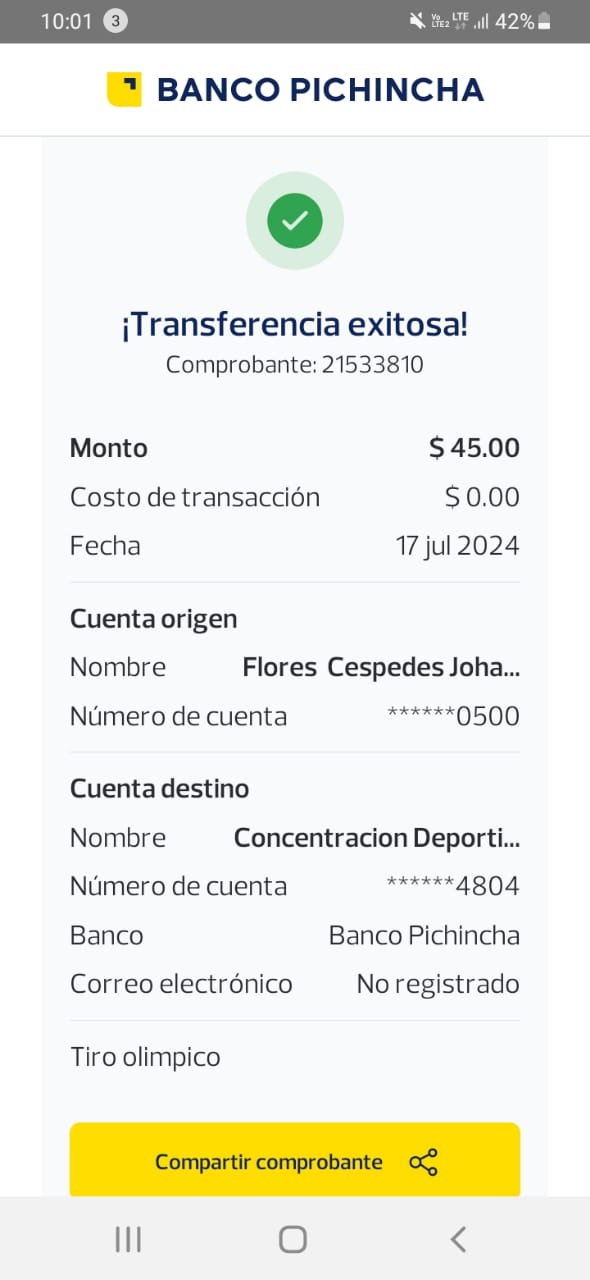 10:01 3 Vo LTE2 LTE 42%
BANCO PICHINCHA
¡Transferencia exitosa!
Comprobante: 21533810
Monto $ 45.00
Costo de transacción $ 0.00
Fecha 17 jul 2024
Cuenta origen
Nombre Flores Cespedes Joha...
Número de cuenta ******0500
Cuenta destino
Nombre Concentracion Deporti...
Número de cuenta ******4804
Banco Banco Pichincha
Correo electrónico No registrado
Tiro olimpico
Compartir comprobante